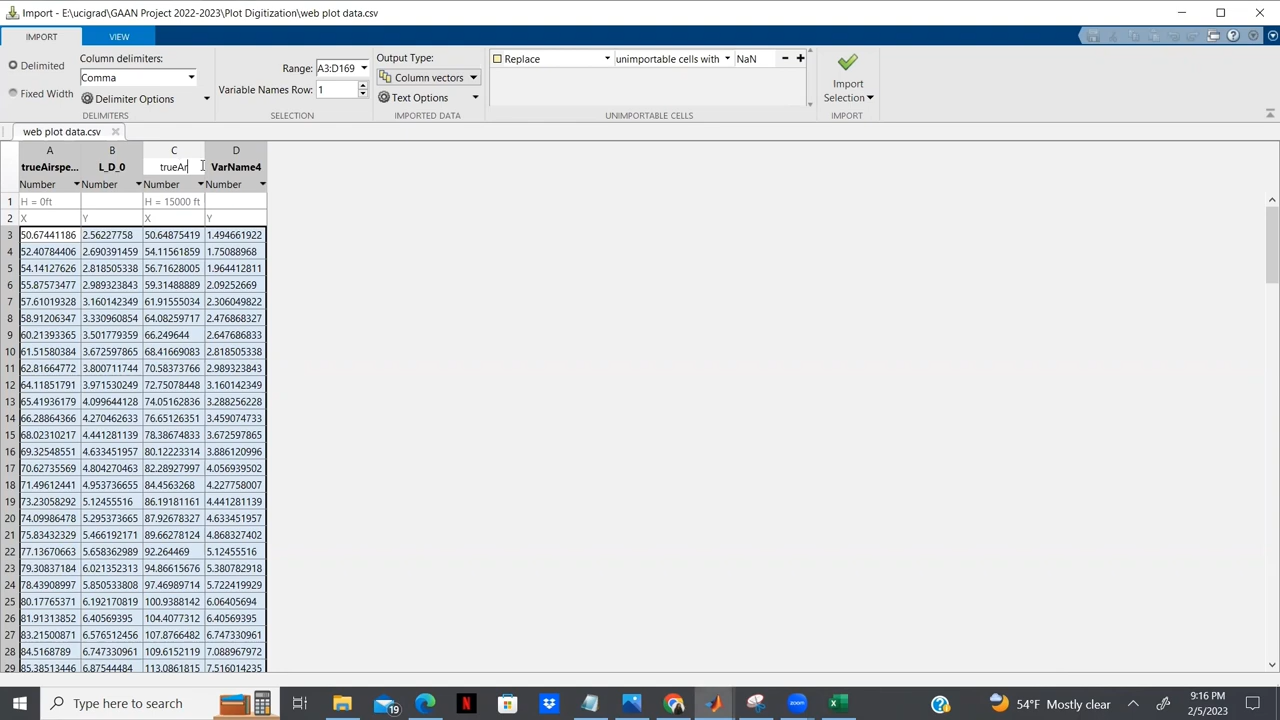 Import - E:\ucigrad\GAAN Project 2022-2023\Plot Digitization\web plot data.csv
IMPORT VIEW
Delimited
Fixed Width
Column delimiters:
Comma
Delimiter Options
DELIMITERS
Range: A3:D169
Variable Names Row: 1
SELECTION
Output Type:
Column vectors
Text Options
IMPORTED DATA
Replace unimportable cells with NaN
UNIMPORTABLE CELLS
Import
Selection
IMPORT
web plot data.csv
A B C D
trueAirspe... L_D_0 trueAr VarName4
Number Number Number Number
1 H = 0ft H = 15000 ft
2 X Y X Y
3 50.67441186 2.56227758 50.64875419 1.494661922
4 52.40784406 2.690391459 54.11561859 1.75088968
5 54.14127626 2.818505338 56.71628005 1.964412811
6 55.87573477 2.989323843 59.31488889 2.09252669
7 57.61019328 3.160142349 61.91555034 2.306049822
8 58.91206347 3.330960854 64.08259717 2.476868327
9 60.21393365 3.501779359 66.249644 2.647686833
10 61.51580384 3.672597865 68.41669083 2.818505338
11 62.81664772 3.800711744 70.58373766 2.989323843
12 64.11851791 3.971530249 72.75078448 3.160142349
13 65.41936179 4.099644128 74.05162836 3.288256228
14 66.28864366 4.270462633 76.65126351 3.459074733
15 68.02310217 4.441281139 78.38674833 3.672597865
16 69.32548551 4.633451957 80.12223314 3.886120996
17 70.62735569 4.804270463 82.28927997 4.056939502
18 71.49612441 4.953736655 84.4563268 4.227758007
19 73.23058292 5.12455516 86.19181161 4.441281139
20 74.09986478 5.295373665 87.92678327 4.633451957
21 75.83432329 5.466192171 89.66278124 4.868327402
22 77.13670663 5.658362989 92.264469 5.12455516
23 79.30837184 6.021352313 94.86615676 5.380782918
24 78.43908997 5.850533808 97.46989714 5.722419929
25 80.17765371 6.192170819 100.9388142 6.06405694
26 81.91313852 6.40569395 104.4077312 6.40569395
27 83.21500871 6.576512456 107.8766482 6.747330961
28 84.5168789 6.747330961 109.6152119 7.088967972
29 85.38513446 6.87544484 113.0861815 7.516014235
Type here to search
19
zoom
54°F Mostly clear
9:16 PM
2/5/2023